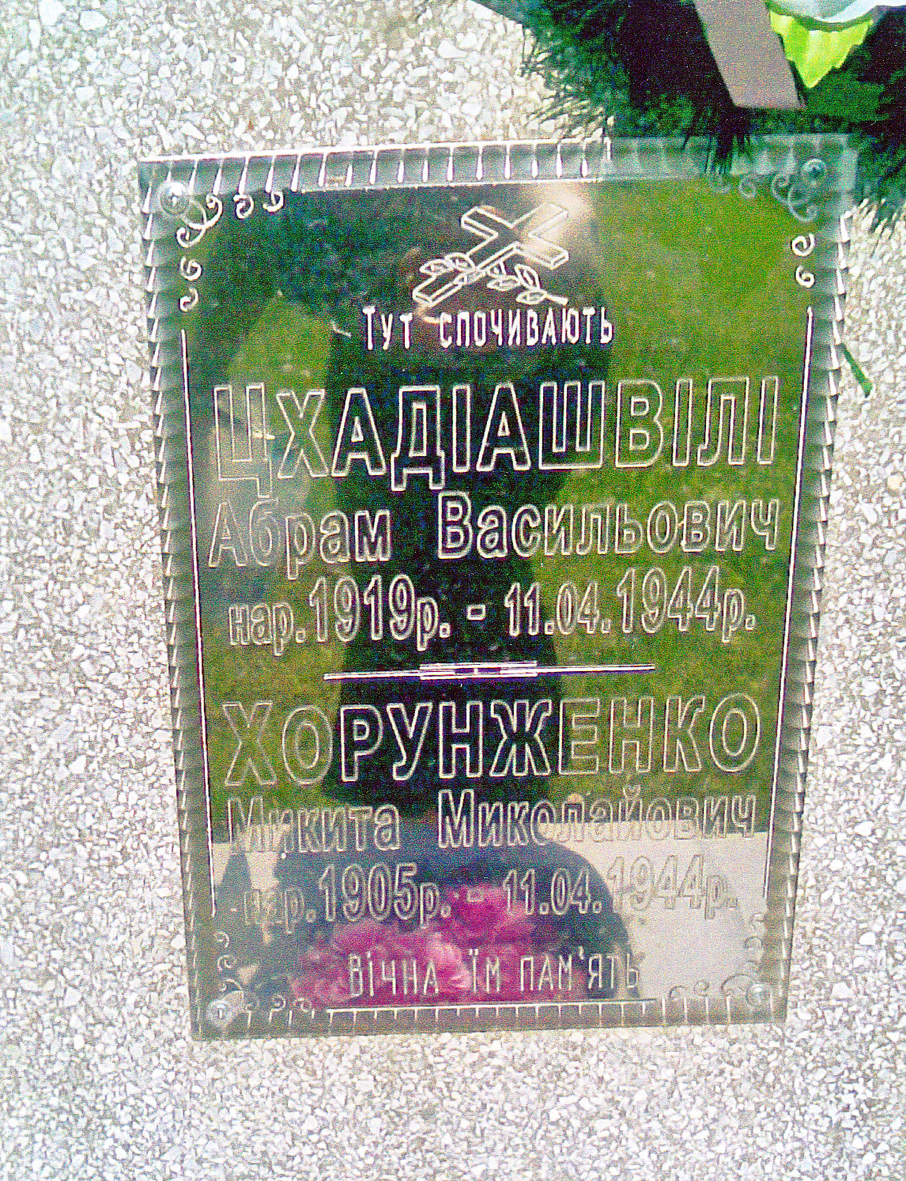 Тут спочивають
ЦХАДІАШВІЛІ
Абрам Васильович
нар.1919р. - 11.04.1944р.
ХОРУНЖЕНКО
Микита Миколайович
нар.1905р. - 11.04.1944р.
Вічна їм пам'ять